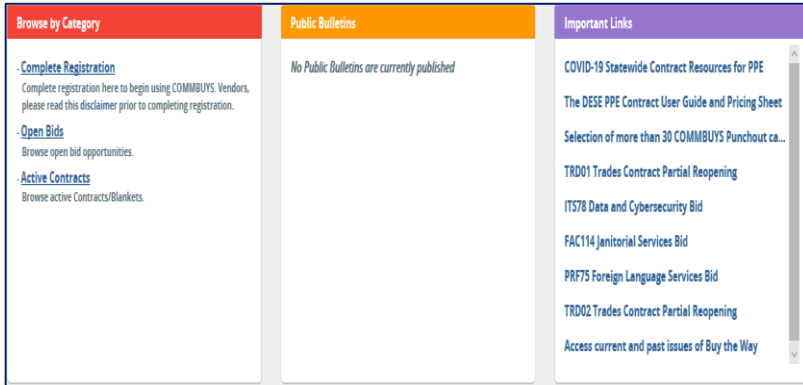 Browse by Category
- Complete Registration
Complete registration here to begin using COMMBUYS. Vendors,
please read this disclaimer prior to completing registration.
- Open Bids
Browse open bid opportunities.
- Active Contracts
Browse active Contracts/Blankets.
Public Bulletins
No Public Bulletins are currently published
Important Links
COVID-19 Statewide Contract Resources for PPE
The DESE PPE Contract User Guide and Pricing Sheet
Selection of more than 30 COMMBUYS Punchout ca...
TRD01 Trades Contract Partial Reopening
ITS78 Data and Cybersecurity Bid
FAC114 Janitorial Services Bid
PRF75 Foreign Language Services Bid
TRD02 Trades Contract Partial Reopening
Access current and past issues of Buy the Way